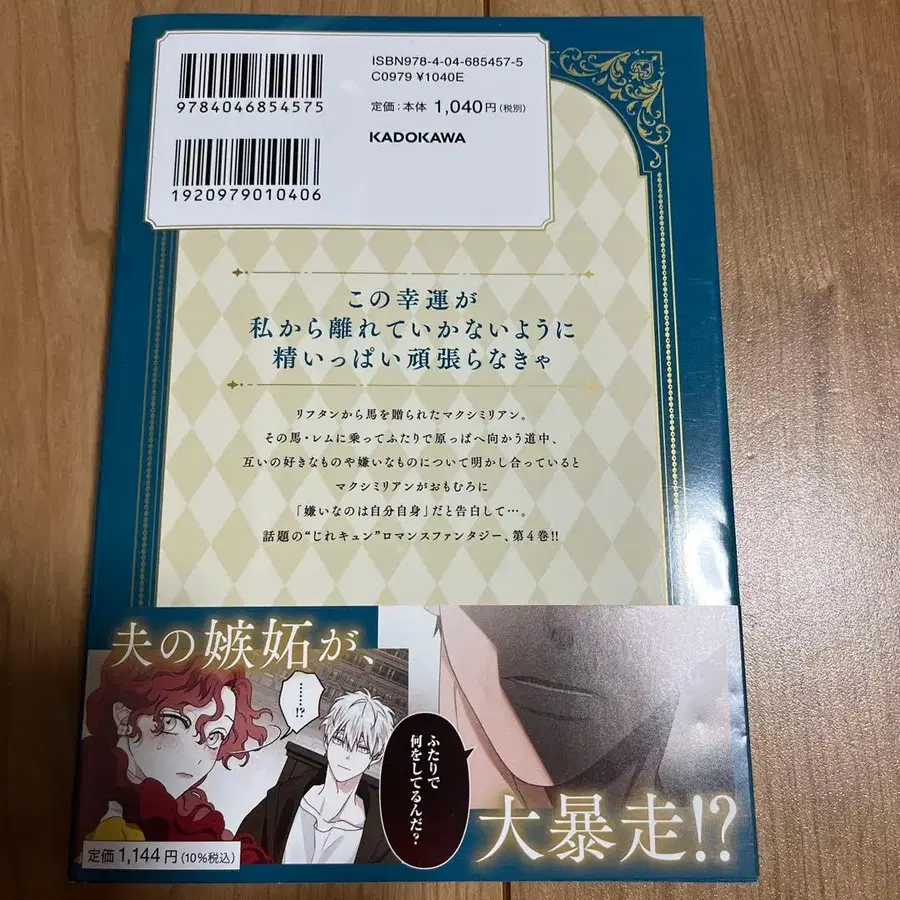 ISBN978-4-04-685457-5
C0979 ¥1040E
9784046854575
定価:本体 1,040円(税別)
KADOKAWA
1920979010406
この幸運が
私から離れていかないように
精いっぱい頑張らなきゃ
リフタンから馬を贈られたマクシミリアン。
その馬・レムに乗ってふたりで原っぱへ向かう道中、
互いの好きなものや嫌いなものについて明かし合っていると
マクシミリアンがおもむろに
「嫌いなのは自分自身」だと告白して…。
話題の“じれキュン”ロマンスファンタジー、第4巻!!
夫の嫉妬が、
……!?
ふたりで
何をしてるんだ?
大暴走!?
定価 1,144円(10%税込)